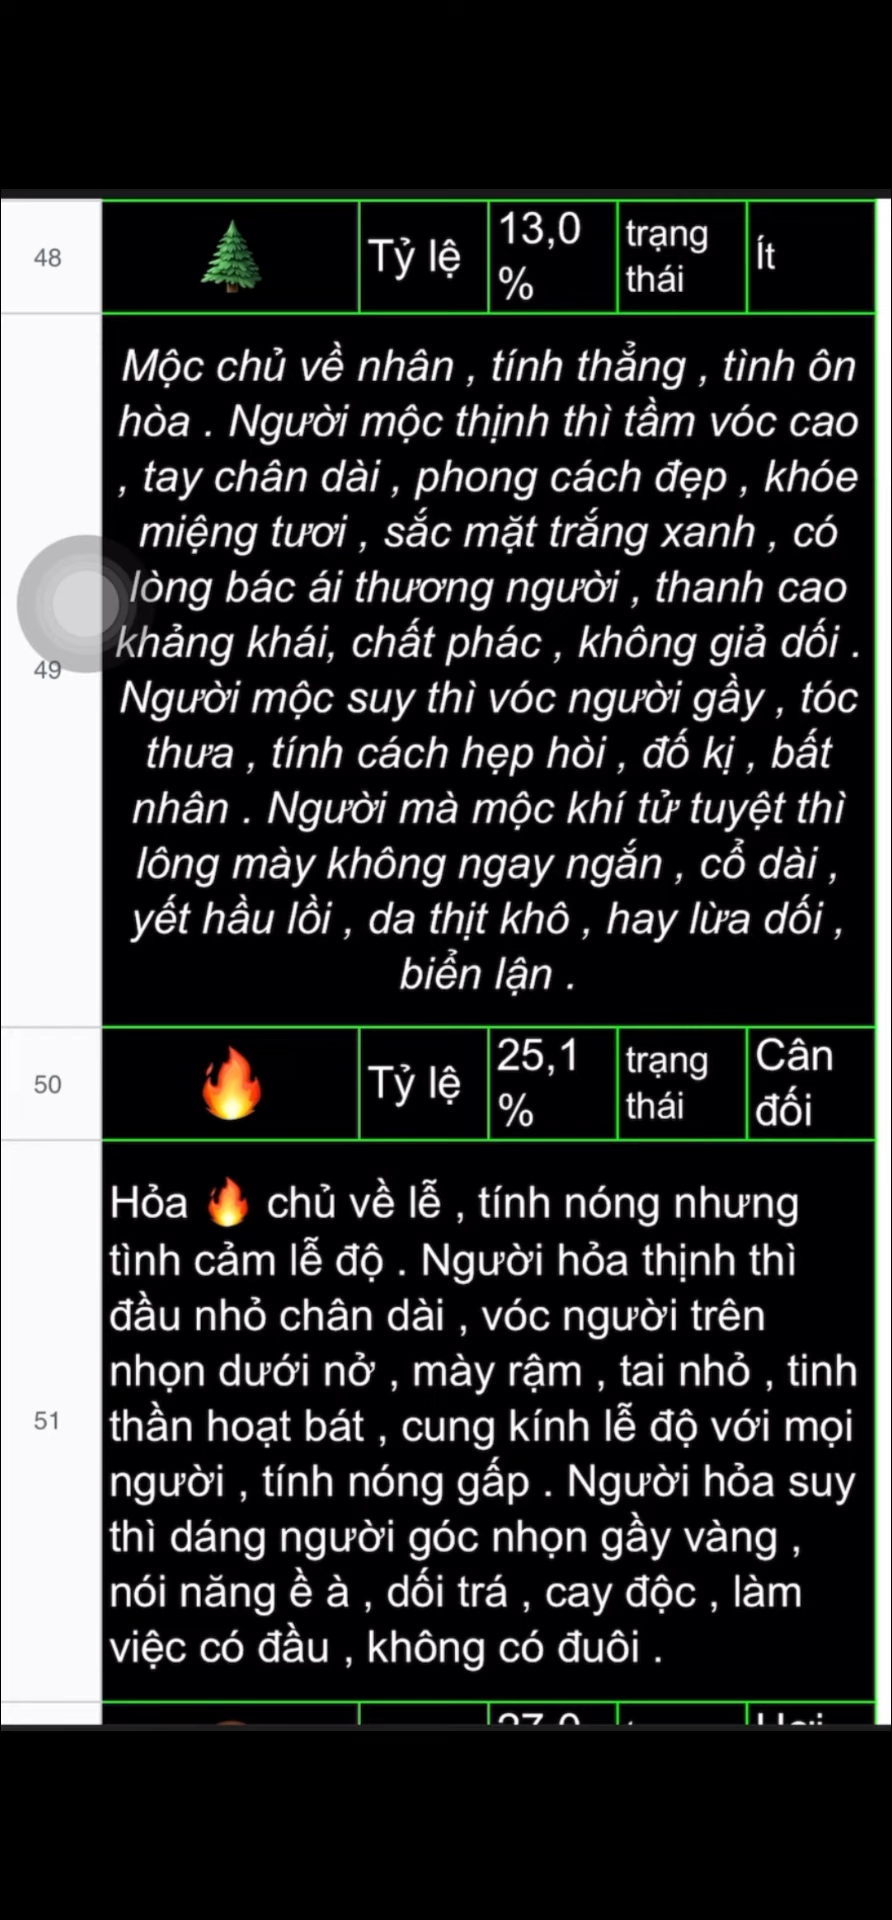 48
🌲
Tỷ lệ
13,0
%
trạng
thái
Ít
49
Mộc chủ về nhân , tính thẳng , tình ôn
hòa . Người mộc thịnh thì tầm vóc cao
, tay chân dài , phong cách đẹp , khóe
miệng tươi , sắc mặt trắng xanh , có
lòng bác ái thương người , thanh cao
khảng khái, chất phác , không giả dối .
Người mộc suy thì vóc người gầy , tóc
thưa , tính cách hẹp hòi , đố kị , bất
nhân . Người mà mộc khí tử tuyệt thì
lông mày không ngay ngắn , cổ dài ,
yết hầu lồi , da thịt khô , hay lừa dối ,
biển lận .
50
🔥
Tỷ lệ
25,1
%
trạng
thái
Cân
đối
51
Hỏa 🔥 chủ về lễ , tính nóng nhưng
tình cảm lễ độ . Người hỏa thịnh thì
đầu nhỏ chân dài , vóc người trên
nhọn dưới nở , mày rậm , tai nhỏ , tinh
thần hoạt bát , cung kính lễ độ với mọi
người , tính nóng gấp . Người hỏa suy
thì dáng người góc nhọn gầy vàng ,
nói năng ề à , dối trá , cay độc , làm
việc có đầu , không có đuôi .